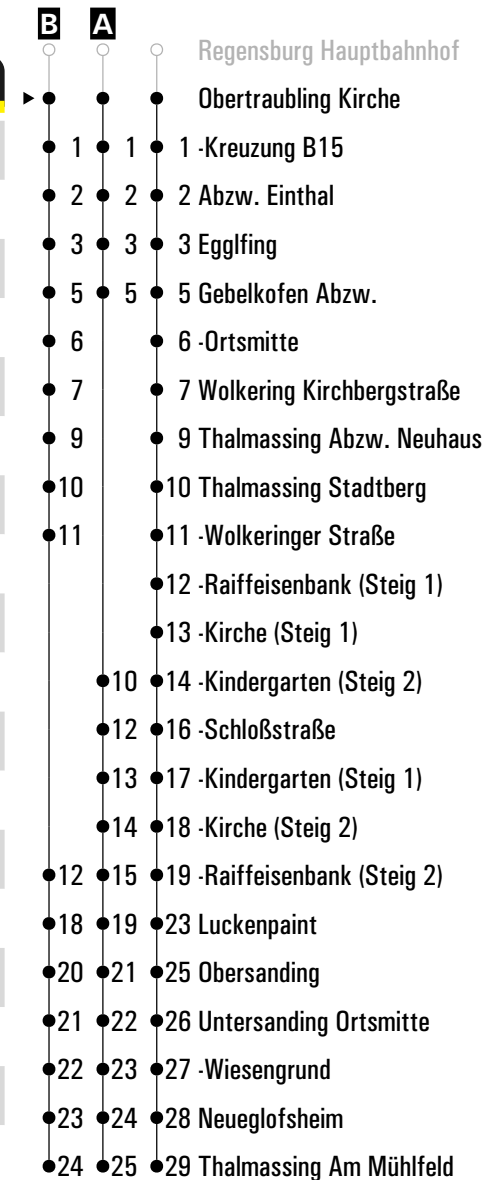 B A
Regensburg Hauptbahnhof
Obertraubling Kirche
1 1 1 -Kreuzung B15
2 2 2 Abzw. Einthal
3 3 3 Egglfing
5 5 5 Gebelkofen Abzw.
6 6 -Ortsmitte
7 7 Wolkering Kirchbergstraße
9 9 Thalmassing Abzw. Neuhaus
10 10 Thalmassing Stadtberg
11 11 -Wolkeringer Straße
12 -Raiffeisenbank (Steig 1)
13 -Kirche (Steig 1)
10 14 -Kindergarten (Steig 2)
12 16 -Schloßstraße
13 17 -Kindergarten (Steig 1)
14 18 -Kirche (Steig 2)
12 15 19 -Raiffeisenbank (Steig 2)
18 19 23 Luckenpaint
20 21 25 Obersanding
21 22 26 Untersanding Ortsmitte
22 23 27 -Wiesengrund
23 24 28 Neueglofsheim
24 25 29 Thalmassing Am Mühlfeld